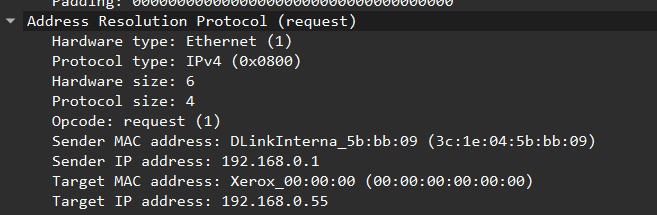 Padding: 000000000000000000000000000000000000
Address Resolution Protocol (request)
Hardware type: Ethernet (1)
Protocol type: IPv4 (0x0800)
Hardware size: 6
Protocol size: 4
Opcode: request (1)
Sender MAC address: DLinkInterna_5b:bb:09 (3c:1e:04:5b:bb:09)
Sender IP address: 192.168.0.1
Target MAC address: Xerox_00:00:00 (00:00:00:00:00:00)
Target IP address: 192.168.0.55